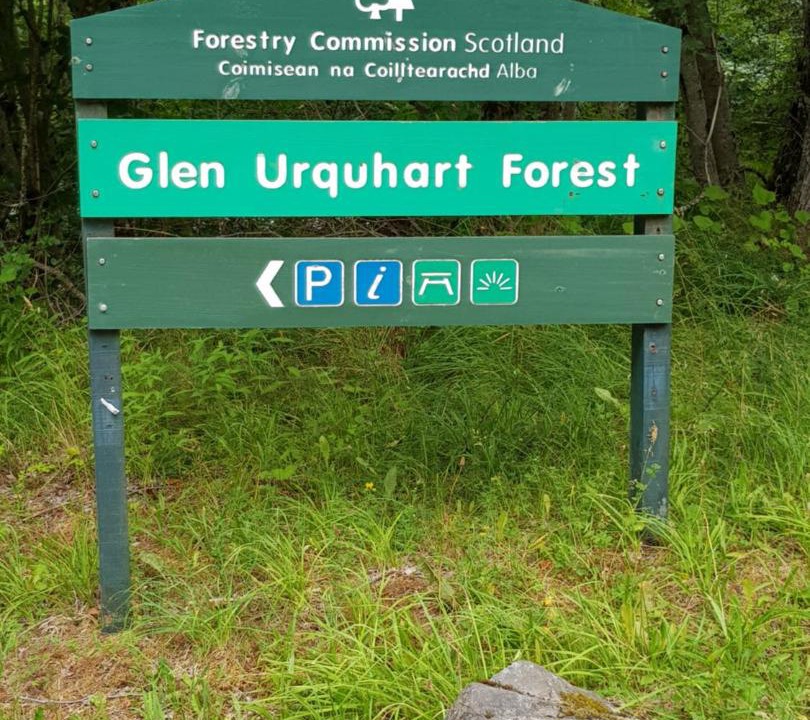 Forestry Commission Scotland
Coimisean na Coilltearachd Alba
Glen Urquhart Forest
P i